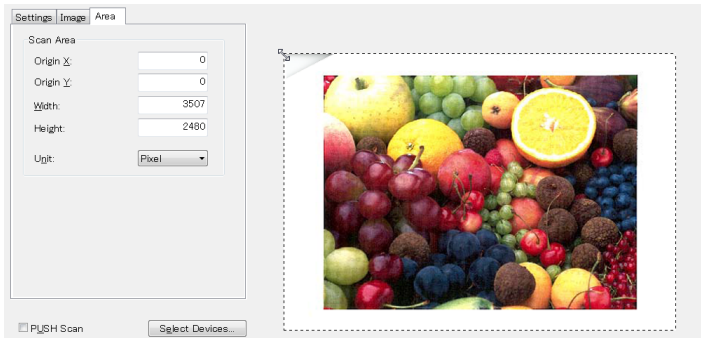 Settings Image Area
Scan Area
Origin X: 0
Origin Y: 0
Width: 3507
Height: 2480
Unit: Pixel
PUSH Scan Select Devices...